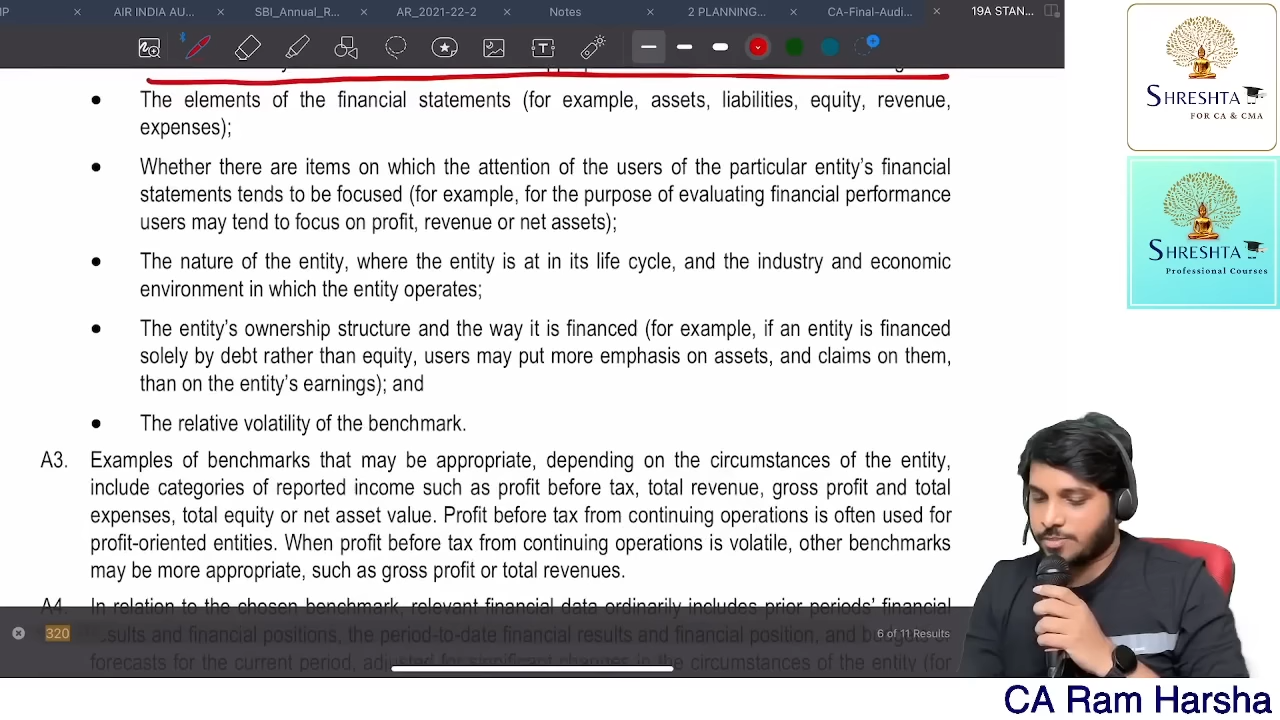 IP
AIR INDIA AU...
SBI_Annual_R...
AR_2021-22-2
Notes
2 PLANNING...
CA-Final-Audi...
19A STAN...
SHRESHTA
FOR CA & CMA
SHRESHTA
Professional Courses
• The elements of the financial statements (for example, assets, liabilities, equity, revenue,
expenses);
• Whether there are items on which the attention of the users of the particular entity's financial
statements tends to be focused (for example, for the purpose of evaluating financial performance
users may tend to focus on profit, revenue or net assets);
• The nature of the entity, where the entity is at in its life cycle, and the industry and economic
environment in which the entity operates;
• The entity's ownership structure and the way it is financed (for example, if an entity is financed
solely by debt rather than equity, users may put more emphasis on assets, and claims on them,
than on the entity's earnings); and
• The relative volatility of the benchmark.
A3. Examples of benchmarks that may be appropriate, depending on the circumstances of the entity,
include categories of reported income such as profit before tax, total revenue, gross profit and total
expenses, total equity or net asset value. Profit before tax from continuing operations is often used for
profit-oriented entities. When profit before tax from continuing operations is volatile, other benchmarks
may be more appropriate, such as gross profit or total revenues.
A4. In relation to the chosen benchmark, relevant financial data ordinarily includes prior periods' financial
sults and financial positions, the period-to-date financial results and financial position, and
forecasts for the current period, adjusted for significant changes in the circumstances of the entity (for
320
6 of 11 Results
CA Ram Harsha